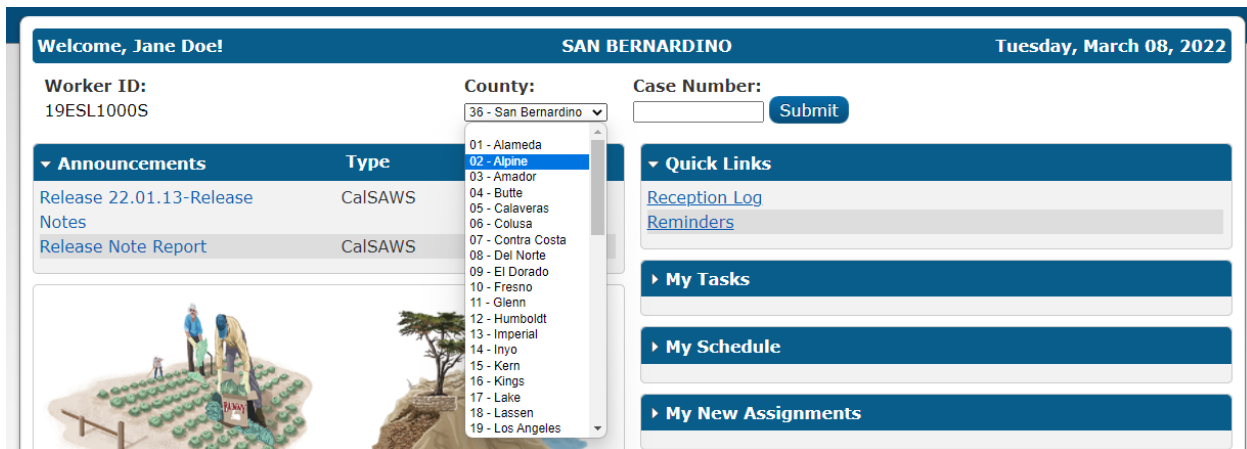 Welcome, Jane Doe! SAN BERNARDINO Tuesday, March 08, 2022
Worker ID: County: Case Number:
19ESL1000S 36 - San Bernardino Submit
Announcements Type
Release 22.01.13-Release Notes CalSAWS
Release Note Report CalSAWS
01 - Alameda
02 - Alpine
03 - Amador
04 - Butte
05 - Calaveras
06 - Colusa
07 - Contra Costa
08 - Del Norte
09 - El Dorado
10 - Fresno
11 - Glenn
12 - Humboldt
13 - Imperial
14 - Inyo
15 - Kern
16 - Kings
17 - Lake
18 - Lassen
19 - Los Angeles
Quick Links
Reception Log
Reminders
My Tasks
My Schedule
My New Assignments